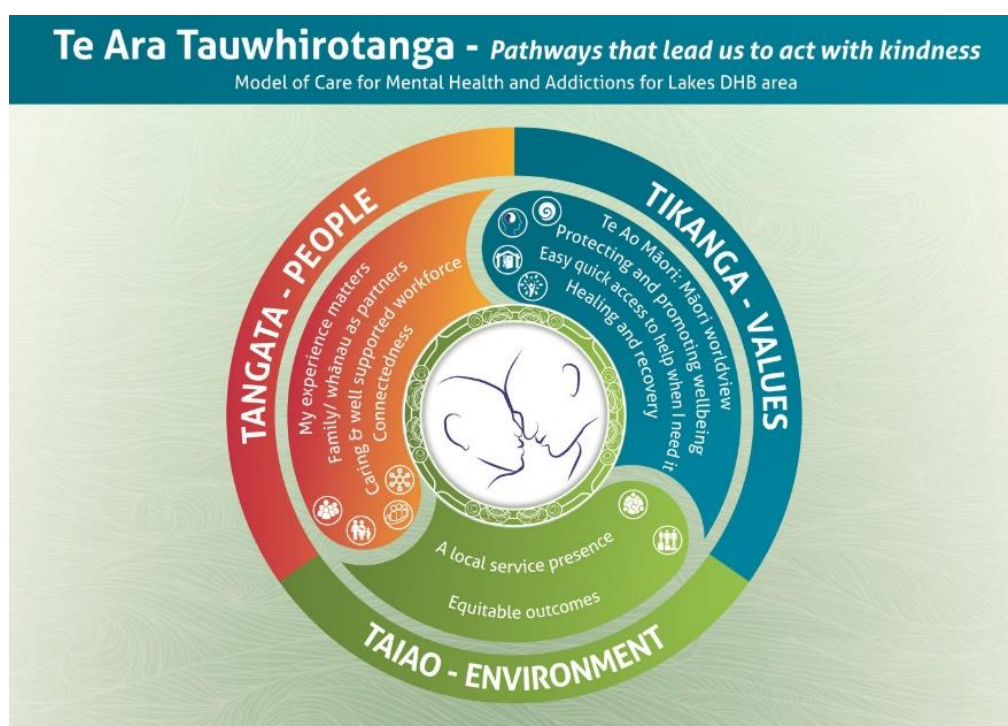 Te Ara Tauwhirotanga - Pathways that lead us to act with kindness
Model of Care for Mental Health and Addictions for Lakes DHB area
TANGATA - PEOPLE
My experience matters
Family/ whānau as partners
Caring & well supported workforce
Connectedness
TIKANGA - VALUES
Te Ao Māori: Māori worldview
Protecting and promoting wellbeing
Easy quick access to help when I need it
Healing and recovery
A local service presence
Equitable outcomes
TAIAO - ENVIRONMENT